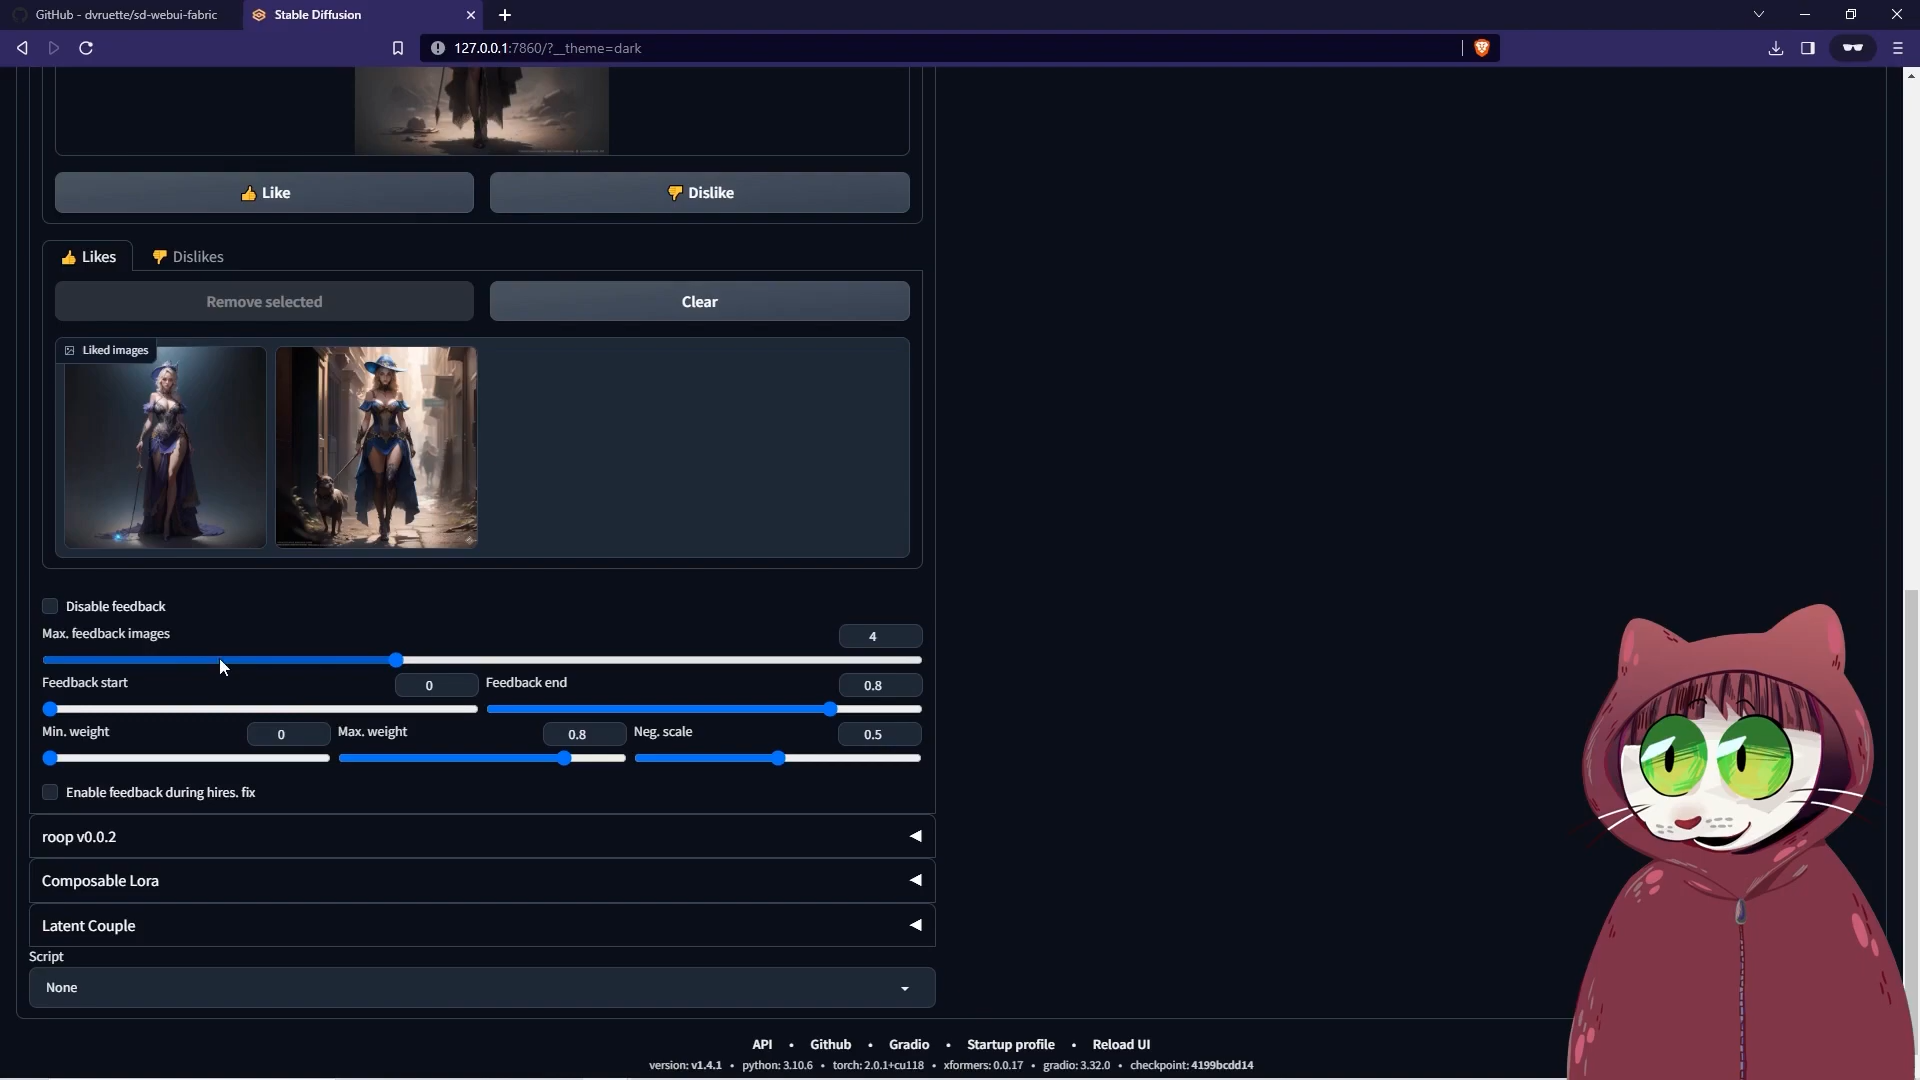 GitHub - dvruette/sd-webui-fabric
Stable Diffusion
127.0.0.1:7860/?__theme=dark
👍 Like
👎 Dislike
👍 Likes
👎 Dislikes
Remove selected
Clear
Liked images
Disable feedback
Max. feedback images
4
Feedback start
0
Feedback end
0.8
Min. weight
0
Max. weight
0.8
Neg. scale
0.5
Enable feedback during hires. fix
roop v0.0.2
Composable Lora
Latent Couple
Script
None
API • Github • Gradio • Startup profile • Reload UI
version: v1.4.1 • python: 3.10.6 • torch: 2.0.1+cu118 • xformers: 0.0.17 • gradio: 3.32.0 • checkpoint: 4199bcdd14